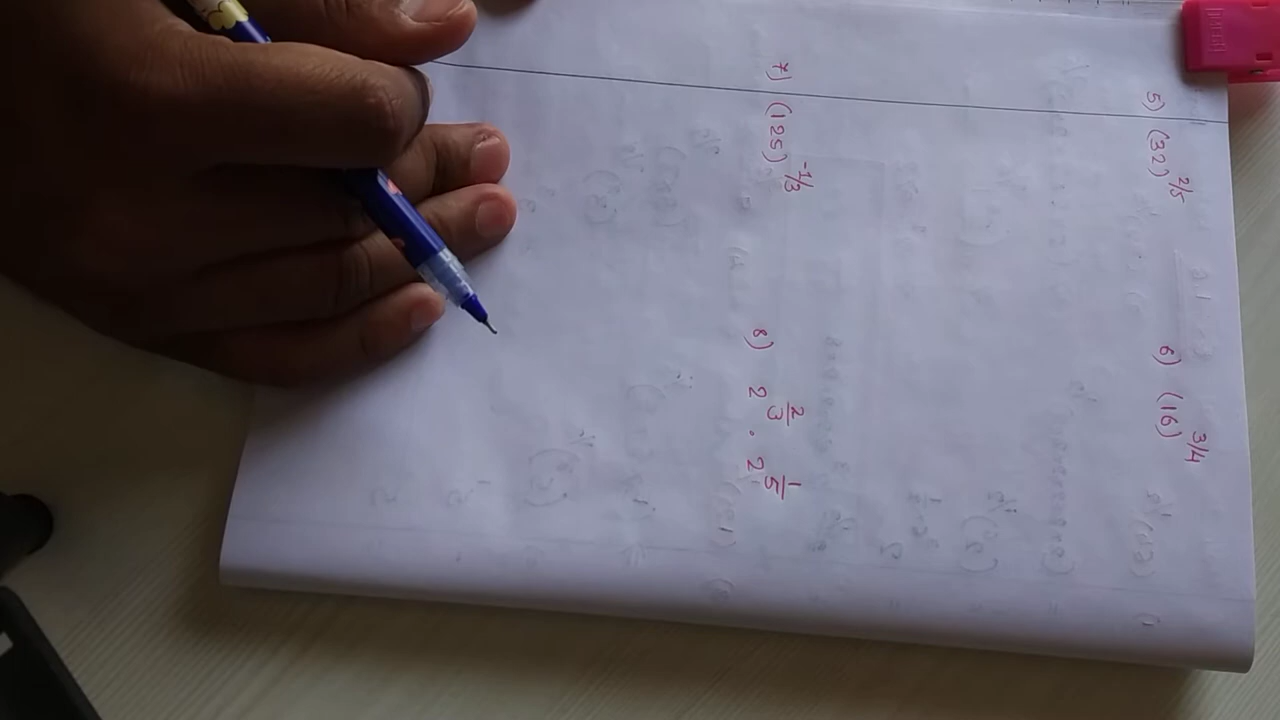 5) (32)^2/5
6) (16)^3/4
7) (125)^-1/3
8) 2^2/3 . 2^1/5